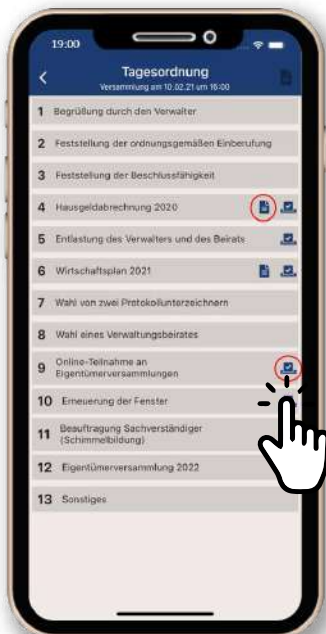 19:00
Tagesordnung
Versammlung am 10.02.21 um 16:00
1 Begrüßung durch den Verwalter
2 Feststellung der ordnungsgemäßen Einberufung
3 Feststellung der Beschlussfähigkeit
4 Hausgeldabrechnung 2020
5 Entlastung des Verwalters und des Beirats
6 Wirtschaftsplan 2021
7 Wahl von zwei Protokollunterzeichnern
8 Wahl eines Verwaltungsbeirates
9 Online-Teilnahme an
Eigentümerversammlungen
10 Erneuerung der Fenster
11 Beauftragung Sachverständiger
(Schimmelbildung)
12 Eigentümerversammlung 2022
13 Sonstiges